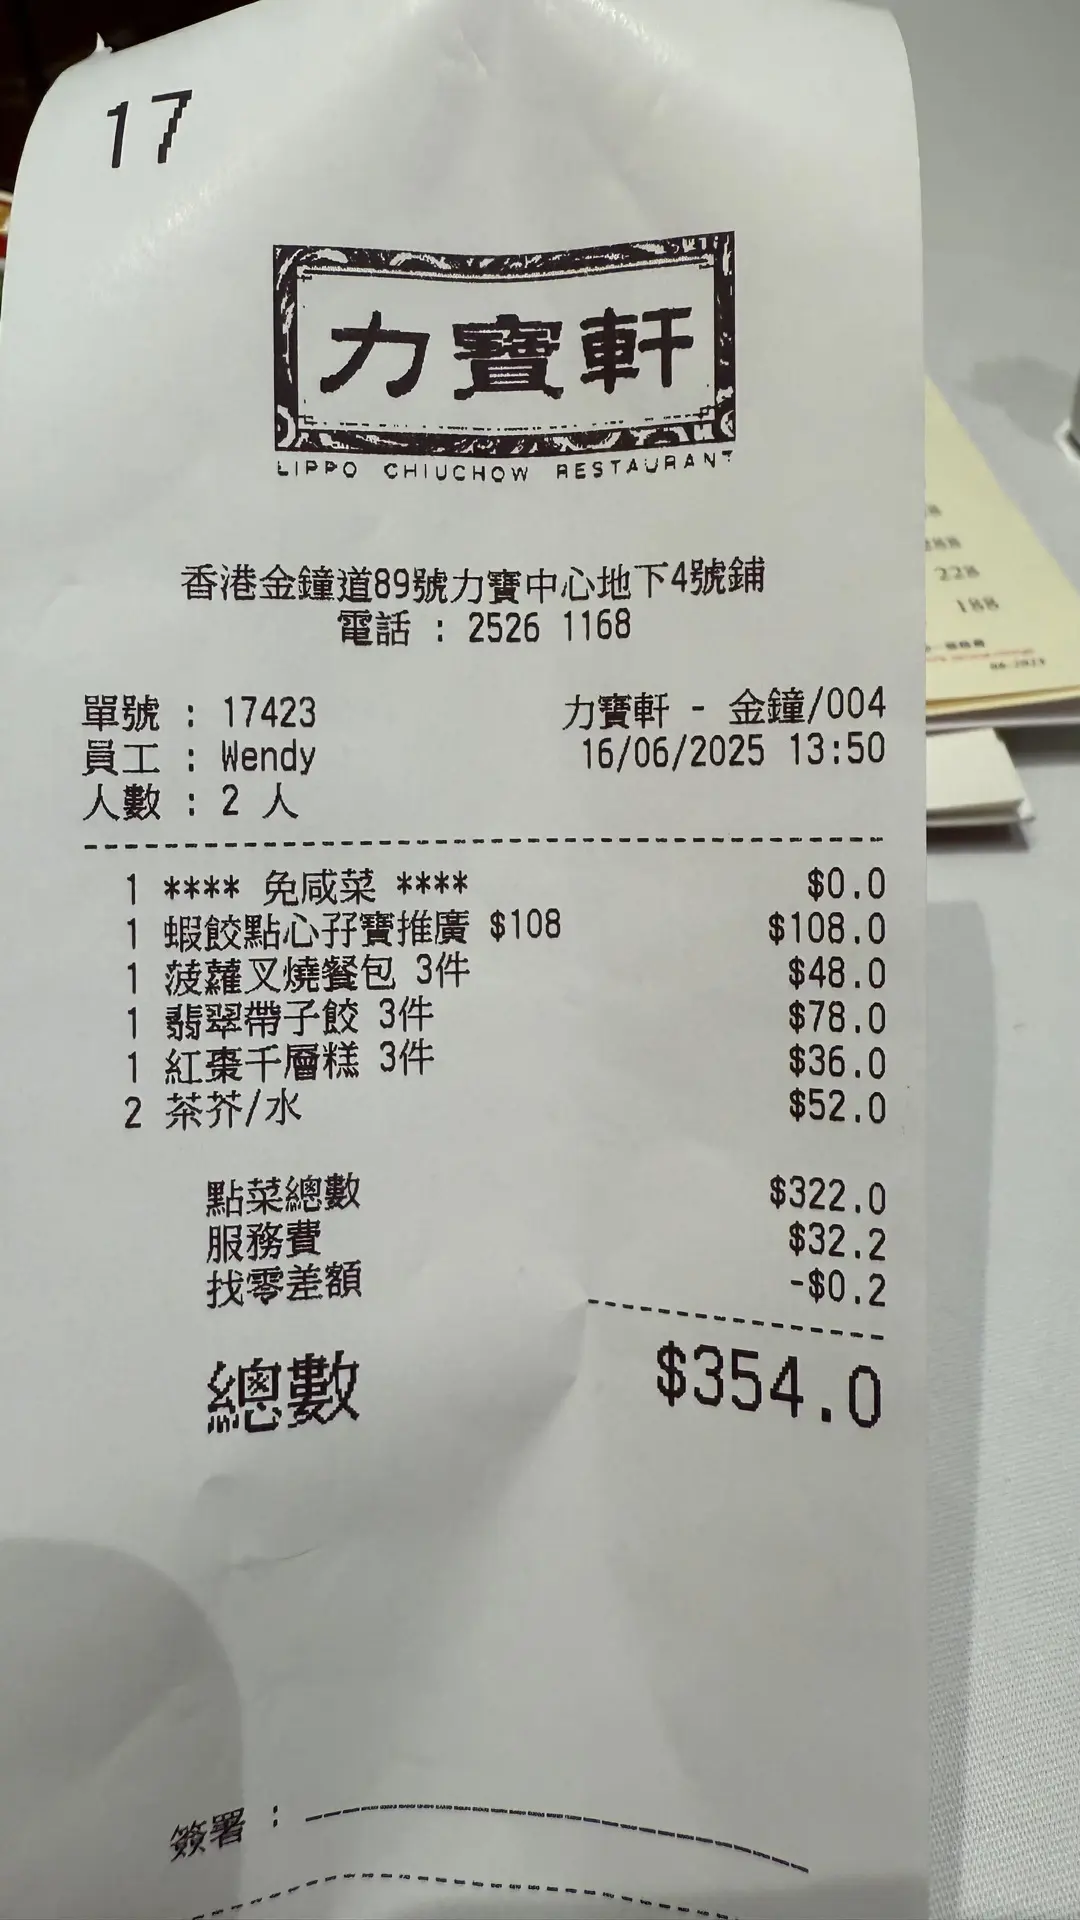 17
力寶軒
LIPPO CHIUCHOW RESTAURANT
香港金鐘道89號力寶中心地下4號鋪
電話 : 2526 1168
單號 : 17423
力寶軒 - 金鐘/004
員工 : Wendy
16/06/2025 13:50
人數 : 2 人
1 **** 免咸菜 **** $0.0
1 蝦餃點心孖寶推廣 $108 $108.0
1 菠蘿叉燒餐包 3件 $48.0
1 翡翠帶子餃 3件 $78.0
1 紅棗千層糕 3件 $36.0
2 茶芥/水 $52.0
點菜總數 $322.0
服務費 $32.2
找零差額 -$0.2
總數 $354.0
簽署 :
228
188